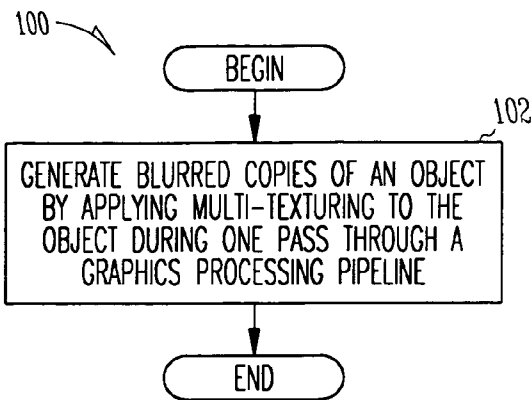 100
BEGIN
102
GENERATE BLURRED COPIES OF AN OBJECT
BY APPLYING MULTI-TEXTURING TO THE
OBJECT DURING ONE PASS THROUGH A
GRAPHICS PROCESSING PIPELINE
END